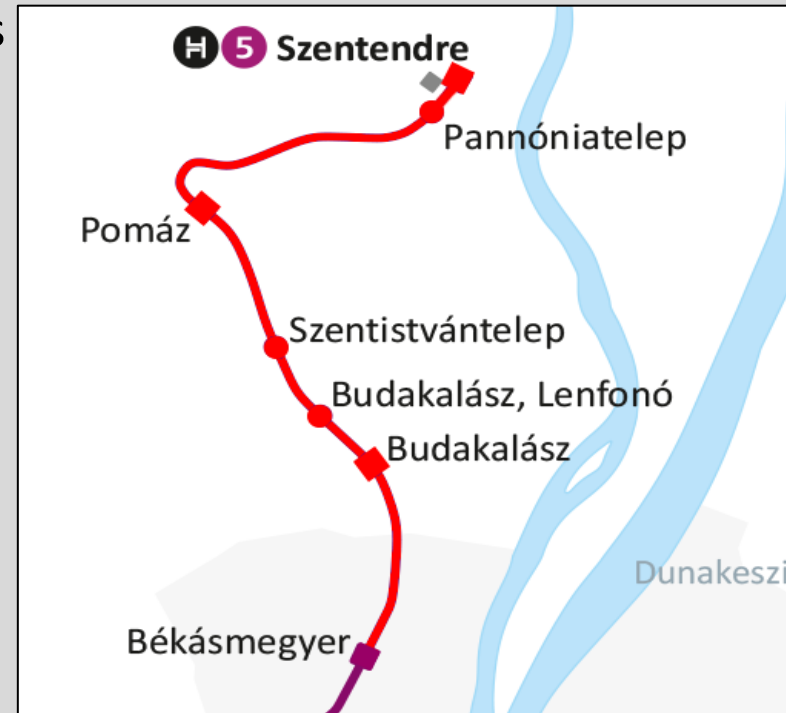 s
H 5 Szentendre
Pannóniatelep
Pomáz
Szentistvántelep
Budakalász, Lenfonó
Budakalász
Dunakeszi
Békásmegyer